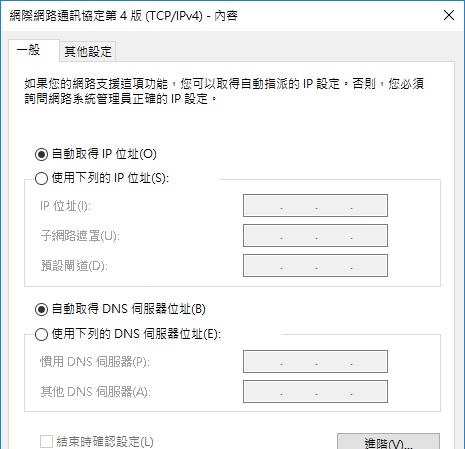 網際網路通訊協定第 4 版 (TCP/IPv4) - 內容
一般
其他設定
如果您的網路支援這項功能，您可以取得自動指派的 IP 設定。否則，您必須
詢問網路系統管理員正確的 IP 設定。
自動取得 IP 位址(O)
使用下列的 IP 位址(S):
IP 位址(I):
子網路遮罩(U):
預設閘道(D):
自動取得 DNS 伺服器位址(B)
使用下列的 DNS 伺服器位址(E):
慣用 DNS 伺服器(P):
其他 DNS 伺服器(A):
結束時確認設定(L)
進階(V)...